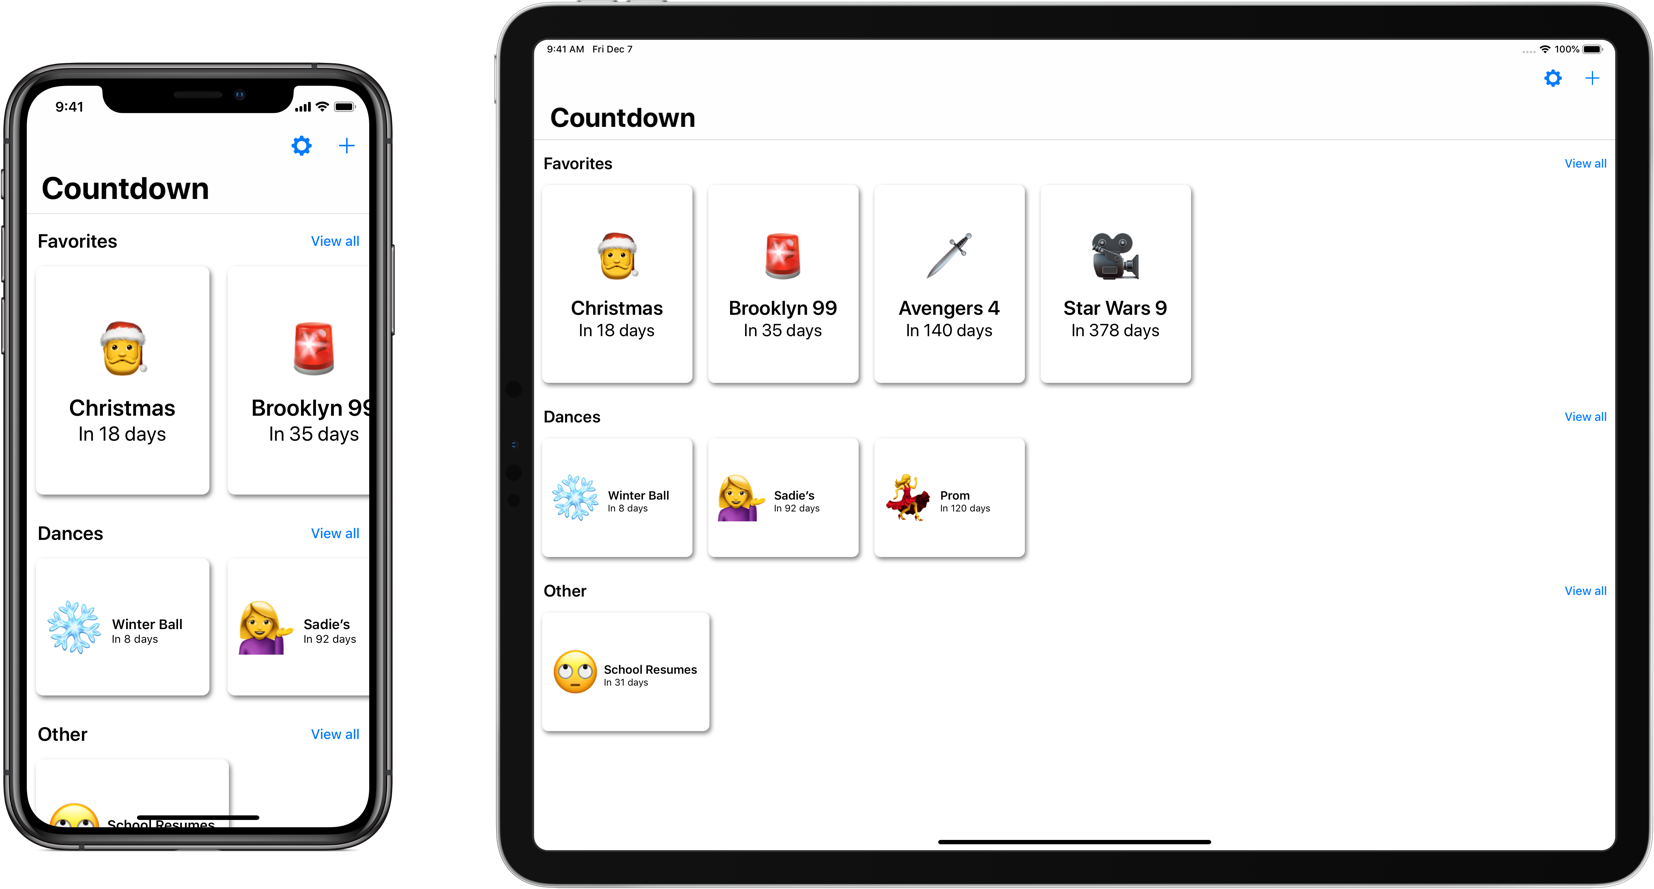 9:41
Countdown
Favorites View all
Christmas
In 18 days
Brooklyn 99
In 35 days
Dances View all
Winter Ball
In 8 days
Sadie’s
In 92 days
Other View all
School Resumes
9:41 AM Fri Dec 7 100%
Countdown
Favorites View all
Christmas
In 18 days
Brooklyn 99
In 35 days
Avengers 4
In 140 days
Star Wars 9
In 378 days
Dances View all
Winter Ball
In 8 days
Sadie’s
In 92 days
Prom
In 120 days
Other View all
School Resumes
In 31 days